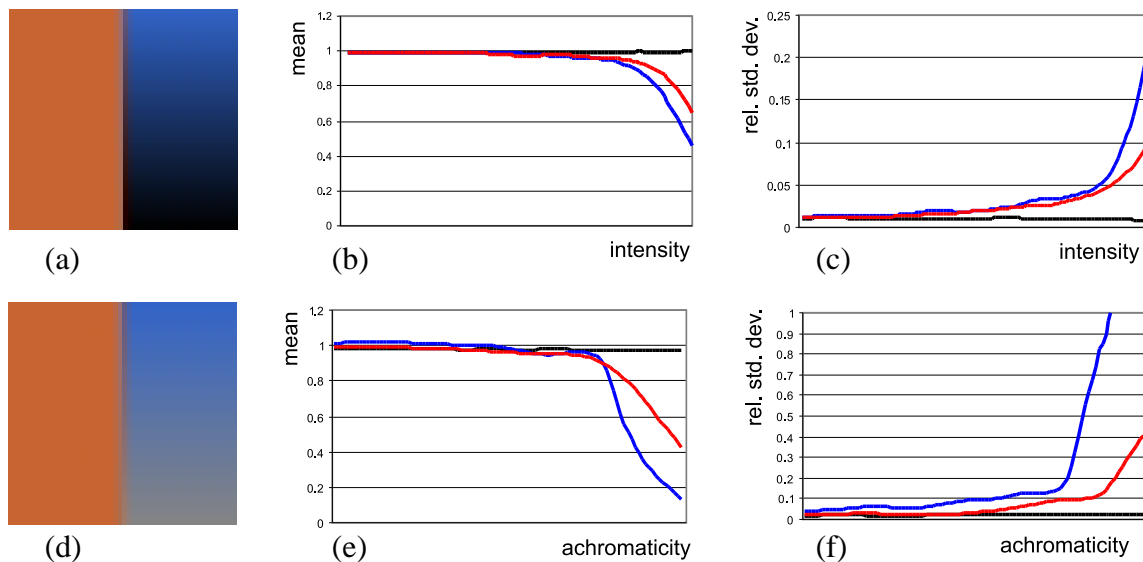 mean
1.2
1
0.8
0.6
0.4
0.2
0
intensity
rel. std. dev.
0.25
0.2
0.15
0.1
0.05
0
intensity
(a)
(b)
(c)
mean
1.2
1
0.8
0.6
0.4
0.2
0
achromaticity
rel. std. dev.
1
0.9
0.8
0.7
0.6
0.5
0.4
0.3
0.2
0.1
0
achromaticity
(d)
(e)
(f)